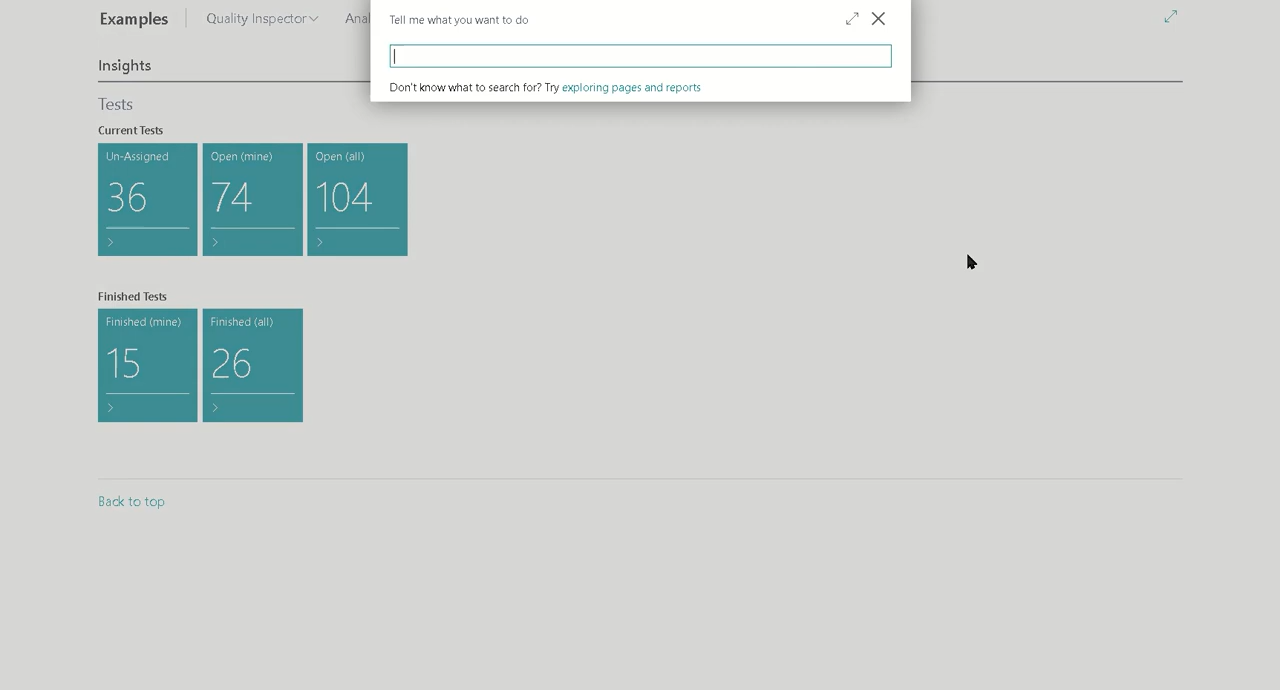 Examples Quality Inspector
Tell me what you want to do
Insights
Don't know what to search for? Try exploring pages and reports
Tests
Current Tests
Un-Assigned Open (mine) Open (all)
36 74 104
Finished Tests
Finished (mine) Finished (all)
15 26
Back to top